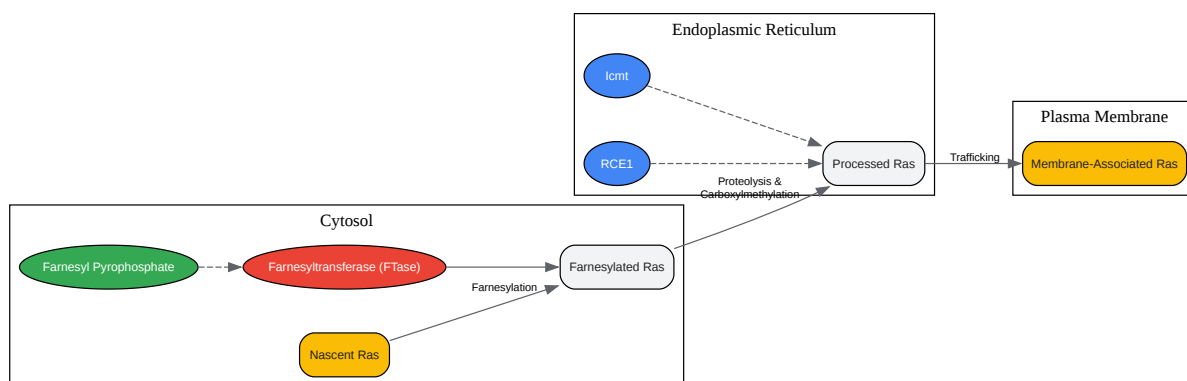 Endoplasmic Reticulum
Icmt
RCE1
Processed Ras
Proteolysis &
Carboxylmethylation
Trafficking
Plasma Membrane
Membrane-Associated Ras
Cytosol
Farnesyl Pyrophosphate
Farnesyltransferase (FTase)
Farnesylated Ras
Farnesylation
Nascent Ras